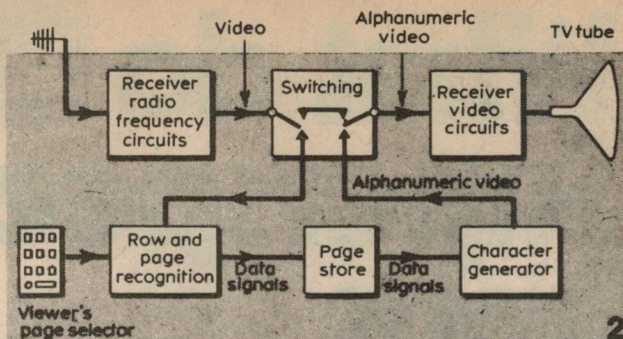 Video
Alphanumeric
video
TV tube
Receiver
radio
frequency
circuits
Switching
Receiver
video
circuits
Alphanumeric video
Row and
page
recognition
Data
signals
Page
store
Data
signals
Character
generator
Viewer's
page selector
2